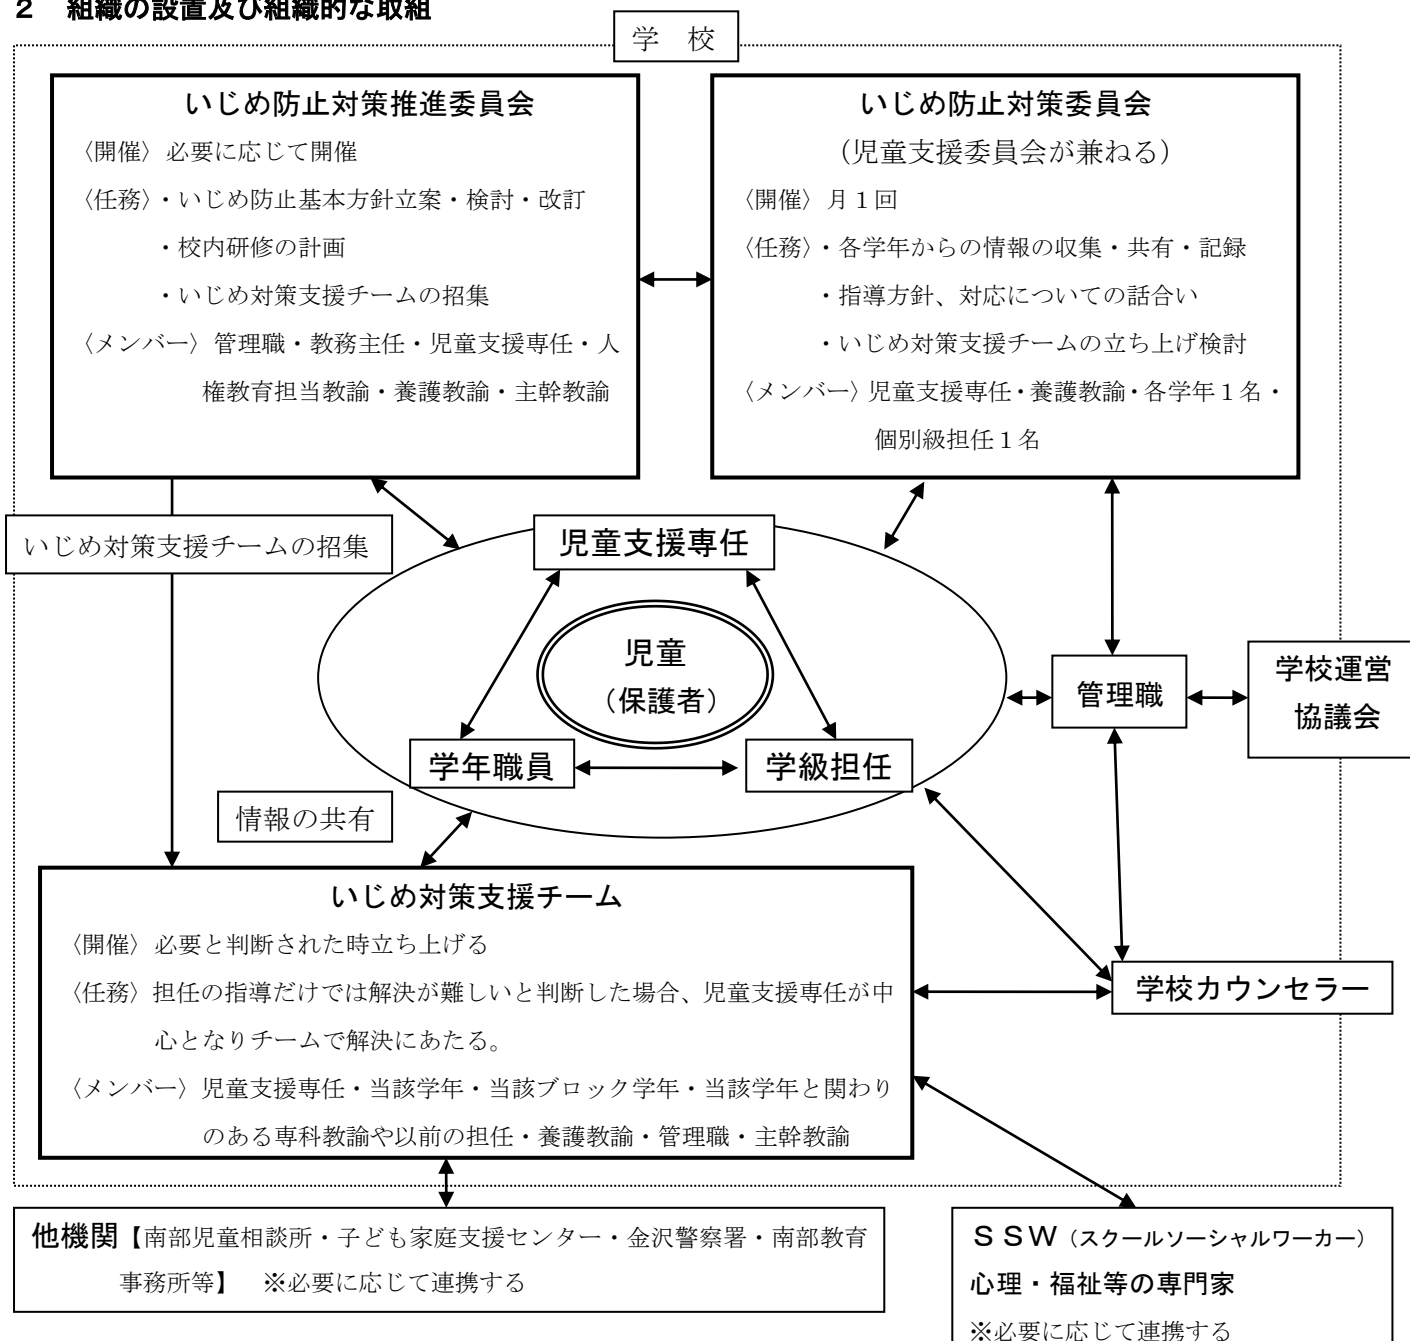 ２　組織の設置及び組織的な取組
学　校
いじめ防止対策推進委員会
〈開催〉必要に応じて開催
〈任務〉・いじめ防止基本方針立案・検討・改訂
・校内研修の計画
・いじめ対策支援チームの招集
〈メンバー〉管理職・教務主任・児童支援専任・人
権教育担当教諭・養護教諭・主幹教諭
いじめ防止対策委員会
（児童支援委員会が兼ねる）
〈開催〉月１回
〈任務〉・各学年からの情報の収集・共有・記録
・指導方針、対応についての話合い
・いじめ対策支援チームの立ち上げ検討
〈メンバー〉児童支援専任・養護教諭・各学年１名・
個別級担任１名
いじめ対策支援チームの招集
児童支援専任
児童
（保護者）
学年職員
学級担任
管理職
学校運営
協議会
情報の共有
いじめ対策支援チーム
〈開催〉必要と判断された時立ち上げる
〈任務〉担任の指導だけでは解決が難しいと判断した場合、児童支援専任が中
心となりチームで解決にあたる。
〈メンバー〉児童支援専任・当該学年・当該ブロック学年・当該学年と関わり
のある専科教諭や以前の担任・養護教諭・管理職・主幹教諭
学校カウンセラー
他機関【南部児童相談所・子ども家庭支援センター・金沢警察署・南部教育
事務所等】　※必要に応じて連携する
ＳＳＷ（スクールソーシャルワーカー）
心理・福祉等の専門家
※必要に応じて連携する